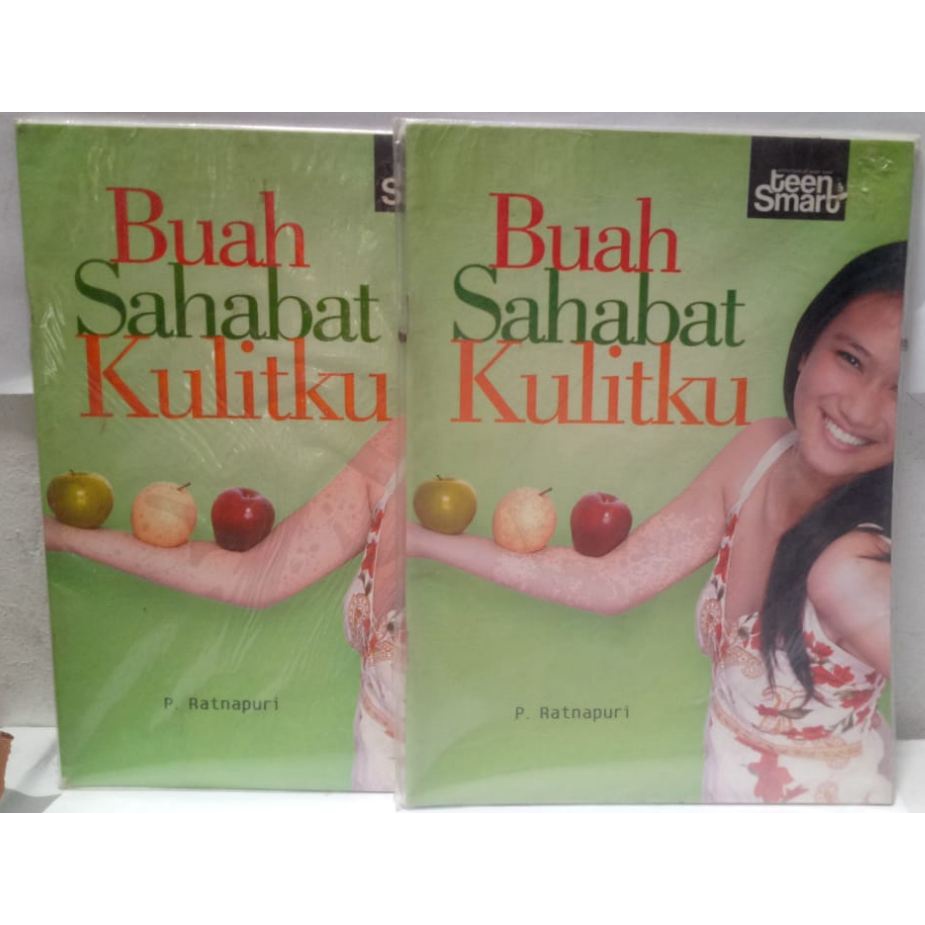 Buah
Sahabat
Kulitku
P. Ratnapuri
teen
Smart
Buah
Sahabat
Kulitku
P. Ratnapuri